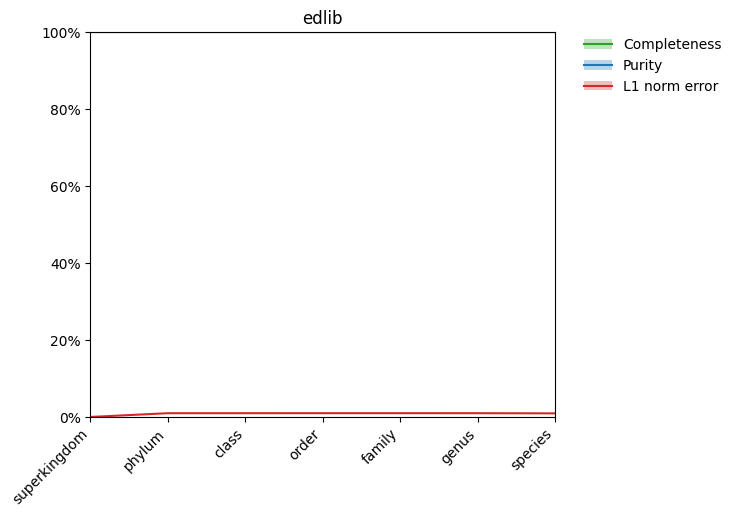 edlib
100%
80%
60%
40%
20%
0%
superkingdom
phylum
class
order
family
genus
species
Completeness
Purity
L1 norm error